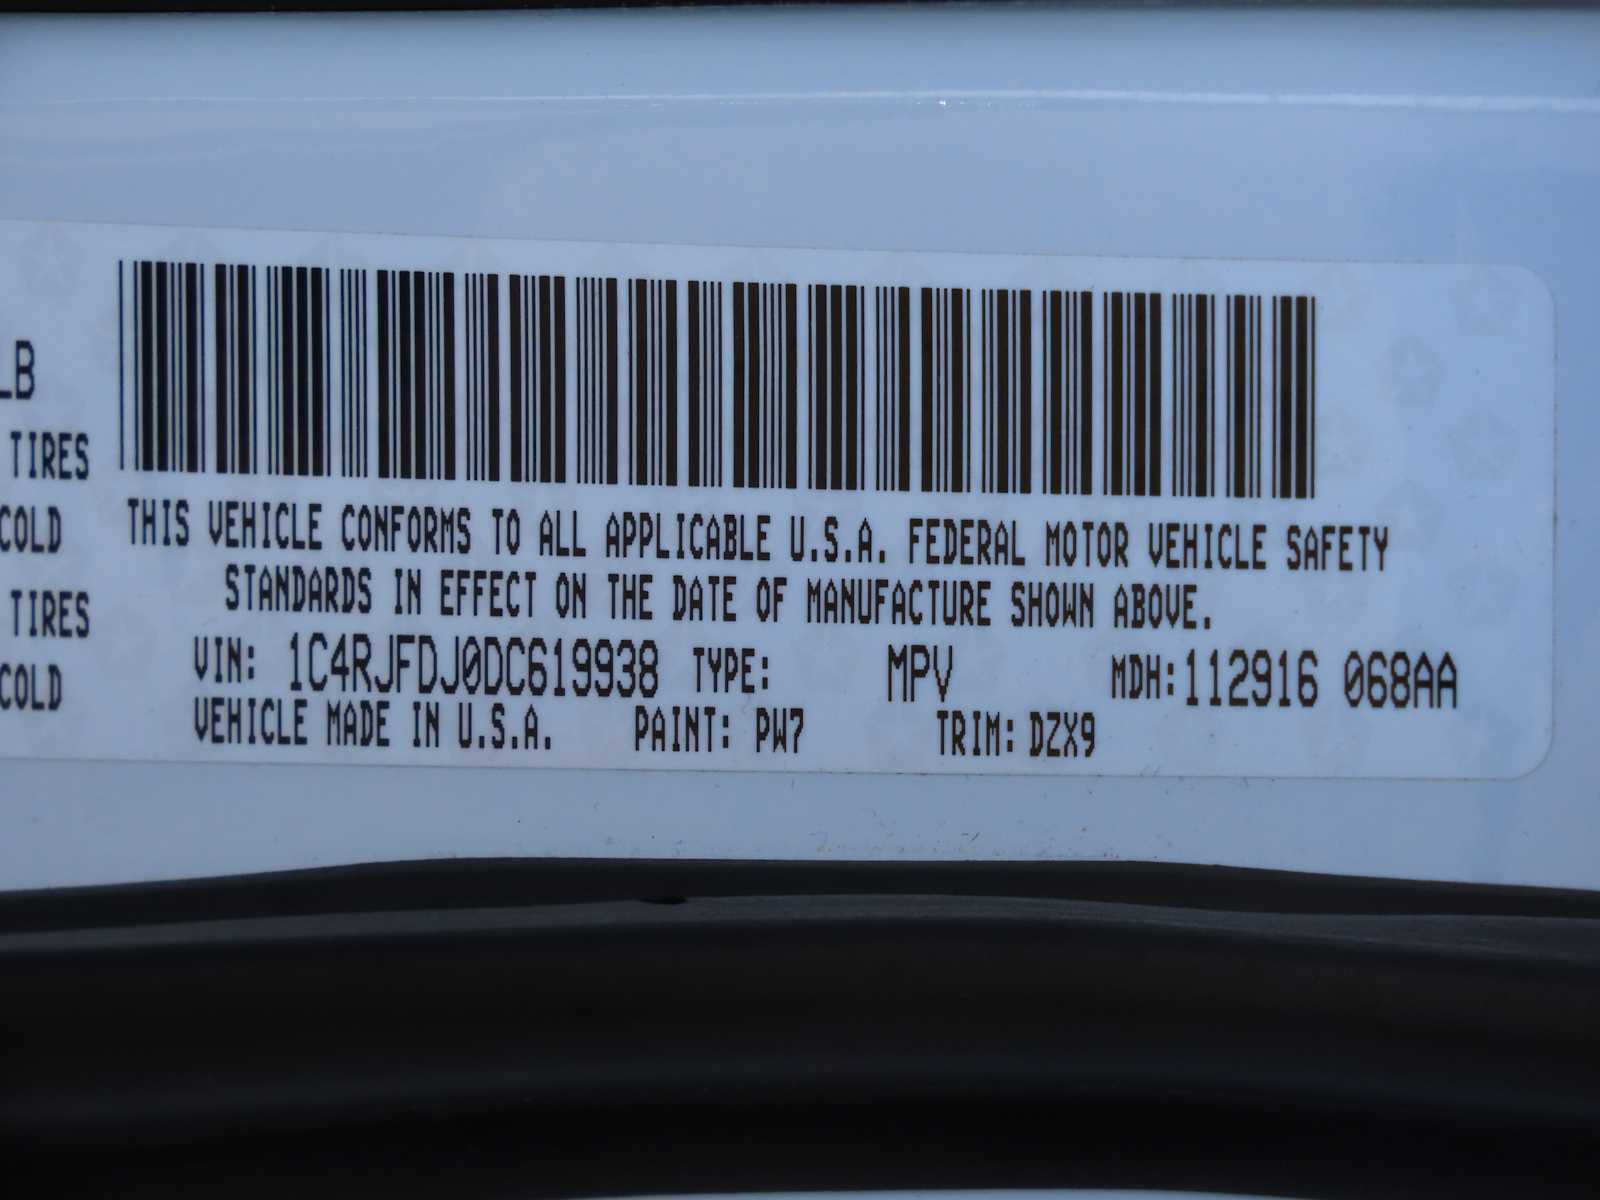 LB
TIRES
COLD
TIRES
COLD
THIS VEHICLE CONFORMS TO ALL APPLICABLE U.S.A. FEDERAL MOTOR VEHICLE SAFETY
STANDARDS IN EFFECT ON THE DATE OF MANUFACTURE SHOWN ABOVE.
VIN: 1C4RJFDJ0DC619938 TYPE: MPV MDH:112916 068AA
VEHICLE MADE IN U.S.A. PAINT: PW7 TRIM: DZX9